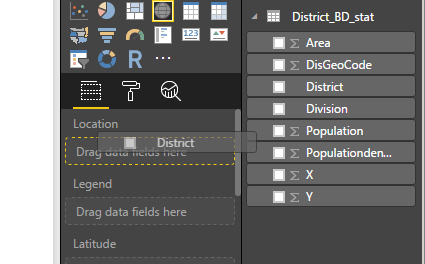 R
123
District_BD_stat
Area
DisGeoCode
District
Division
Population
Populationden...
X
Y
Location
Drag data fields here
District
Legend
Drag data fields here
Latitude